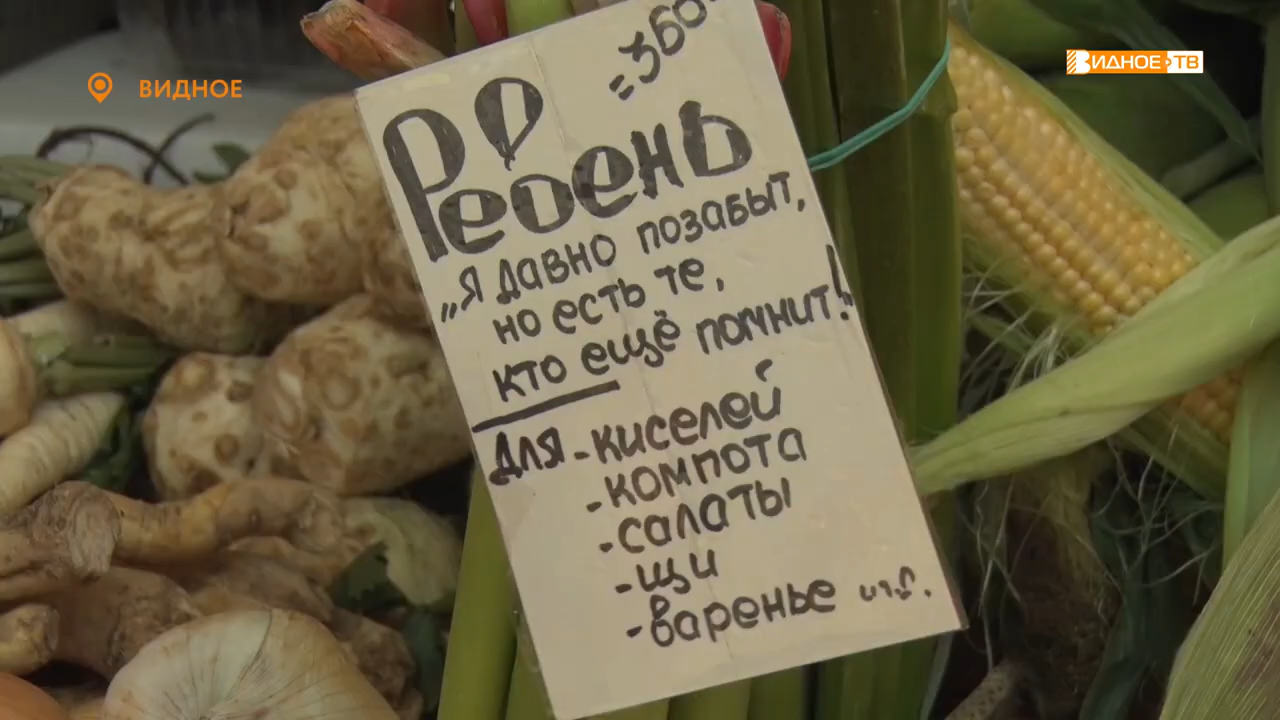 ВИДНОЕ
ВИДНОЕ ТВ
=360
Ревень
„Я давно позабыт,
но есть те,
кто ещё помнит!
Для - киселей
- компота
- салаты
- щи
- варенье и т.д.